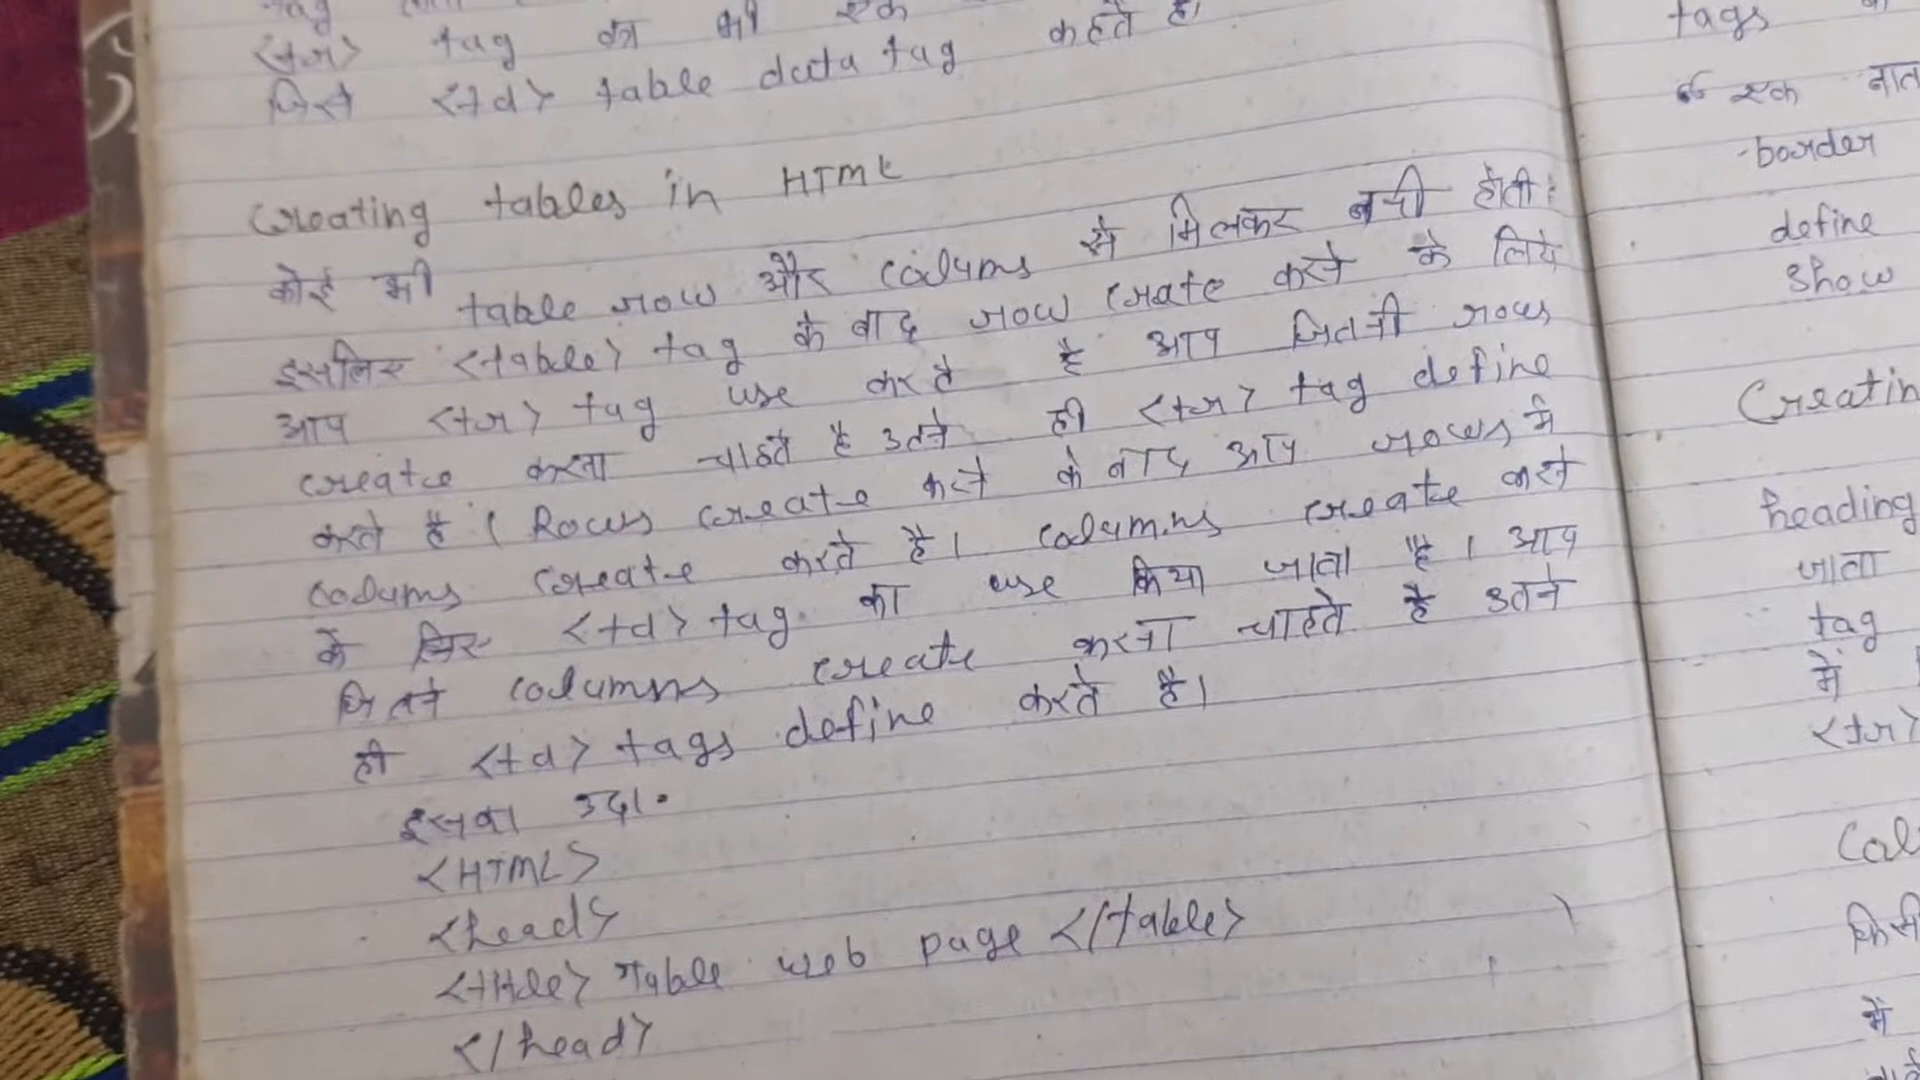 <tr> tag का भी एक
जिसे <td> table data tag कहते है।
Creating tables in HTML
कोई भी table row और colums से मिलकर बनी होती
इसलिए <table> tag के बाद row crate करने के लिये
आप <tr> tag use करते है आप जितनी rows
create करना चाहते है उतने ही <tr> tag define
करते है। Rows create करने के बाद आप rows मे
colums create करते है। columns create करने
के लिए <td> tag का use किया जाता है। आप
जितने columns create करना चाहते है उतने
ही <td> tags define करते है।
इसका उदा.
<HTML>
<head>
<title> Table web page </table>
</head>
tags
एक
border
define
show
Creatin
heading
जाता
tag
में
<tr>
Col
किसी
में